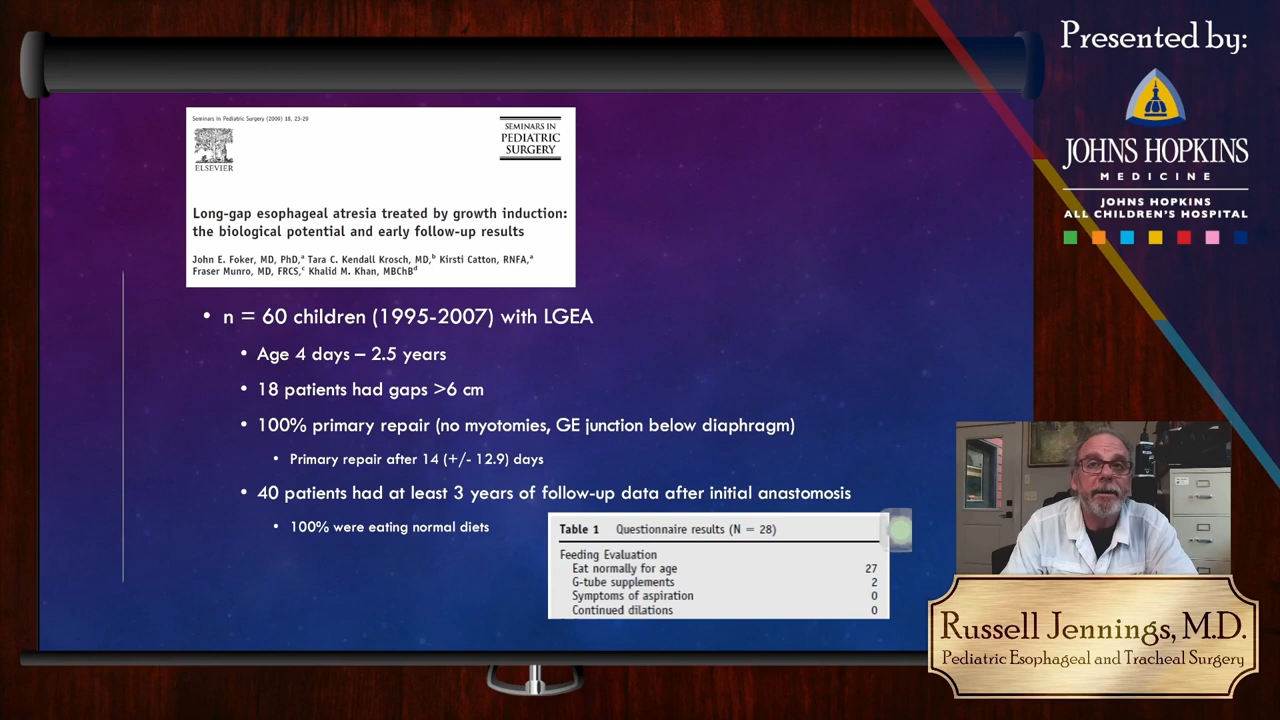 Presented by:
JOHNS HOPKINS
MEDICINE
JOHNS HOPKINS
ALL CHILDREN'S HOSPITAL
Seminars in Pediatric Surgery (2009) 18, 23-29
ELSEVIER
SEMINARS IN
PEDIATRIC
SURGERY
Long-gap esophageal atresia treated by growth induction:
the biological potential and early follow-up results
John E. Foker, MD, PhD,a Tara C. Kendall Krosch, MD,b Kirsti Catton, RNFA,a
Fraser Munro, MD, FRCS,c Khalid M. Khan, MBChBd
• n = 60 children (1995-2007) with LGEA
• Age 4 days – 2.5 years
• 18 patients had gaps >6 cm
• 100% primary repair (no myotomies, GE junction below diaphragm)
• Primary repair after 14 (+/- 12.9) days
• 40 patients had at least 3 years of follow-up data after initial anastomosis
• 100% were eating normal diets
Table 1 Questionnaire results (N = 28)
Feeding Evaluation
Eat normally for age 27
G-tube supplements 2
Symptoms of aspiration 0
Continued dilations 0
Russell Jennings, M.D.
Pediatric Esophageal and Tracheal Surgery